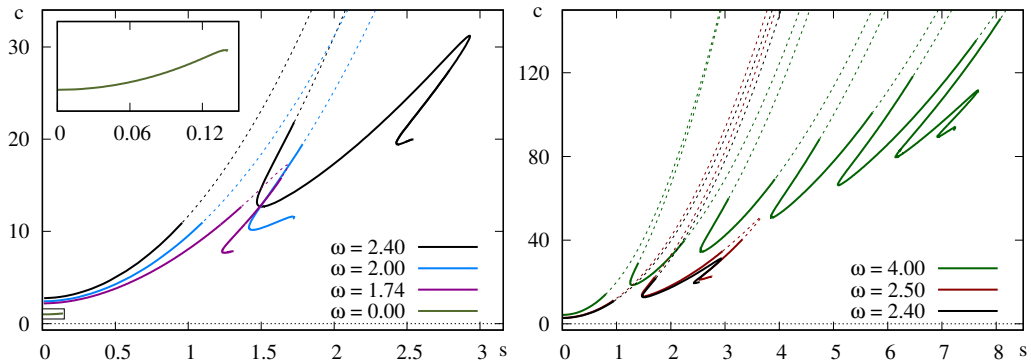 c
30
20
10
0
0 0.06 0.12
ω = 2.40
ω = 2.00
ω = 1.74
ω = 0.00
0 0.5 1 1.5 2 2.5 3 s
c
120
80
40
0
ω = 4.00
ω = 2.50
ω = 2.40
0 1 2 3 4 5 6 7 8 s